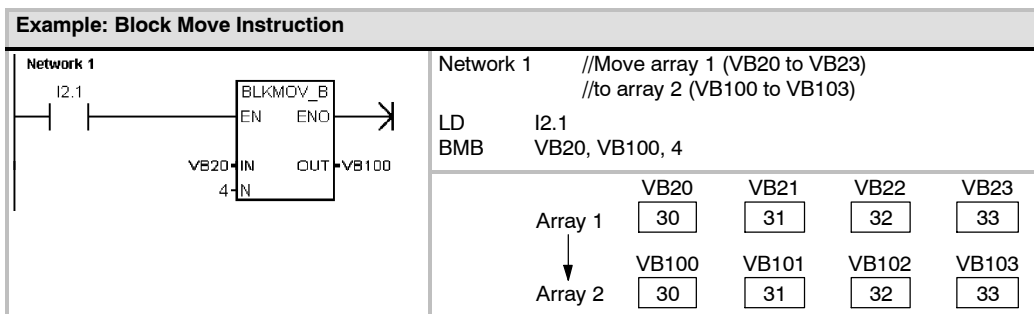 Example: Block Move Instruction
Network 1
I2.1
BLKMOV_B
EN ENO
VB20 IN OUT VB100
4 N
Network 1 //Move array 1 (VB20 to VB23)
//to array 2 (VB100 to VB103)
LD I2.1
BMB VB20, VB100, 4
VB20 VB21 VB22 VB23
Array 1 30 31 32 33
VB100 VB101 VB102 VB103
Array 2 30 31 32 33